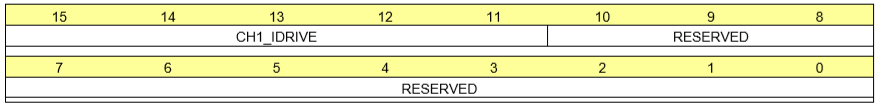 15 14 13 12 11 10 9 8
CH1_IDRIVE RESERVED
7 6 5 4 3 2 1 0
RESERVED